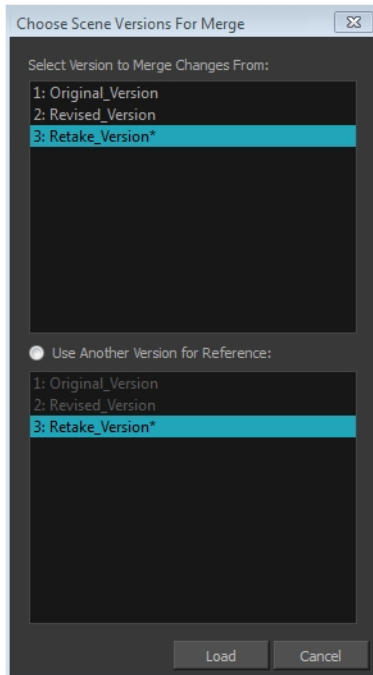 Choose Scene Versions For Merge
Select Version to Merge Changes From:
1: Original_Version
2: Revised_Version
3: Retake_Version*
Use Another Version for Reference:
1: Original_Version
2: Revised_Version
3: Retake_Version*
Load Cancel